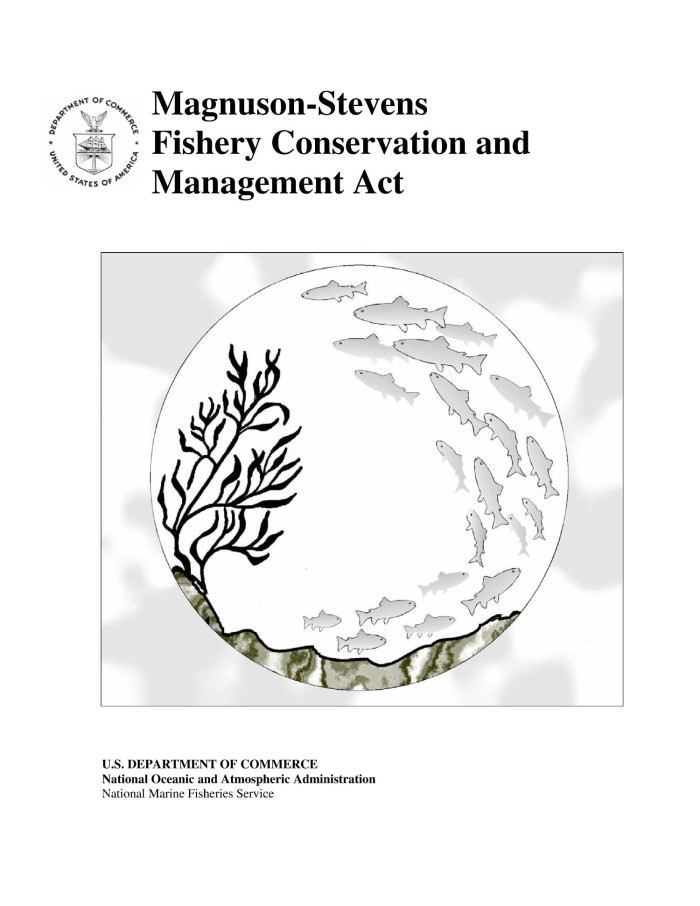 DEPARTMENT OF COMMERCE
UNITED STATES OF AMERICA
Magnuson-Stevens
Fishery Conservation and
Management Act
U.S. DEPARTMENT OF COMMERCE
National Oceanic and Atmospheric Administration
National Marine Fisheries Service